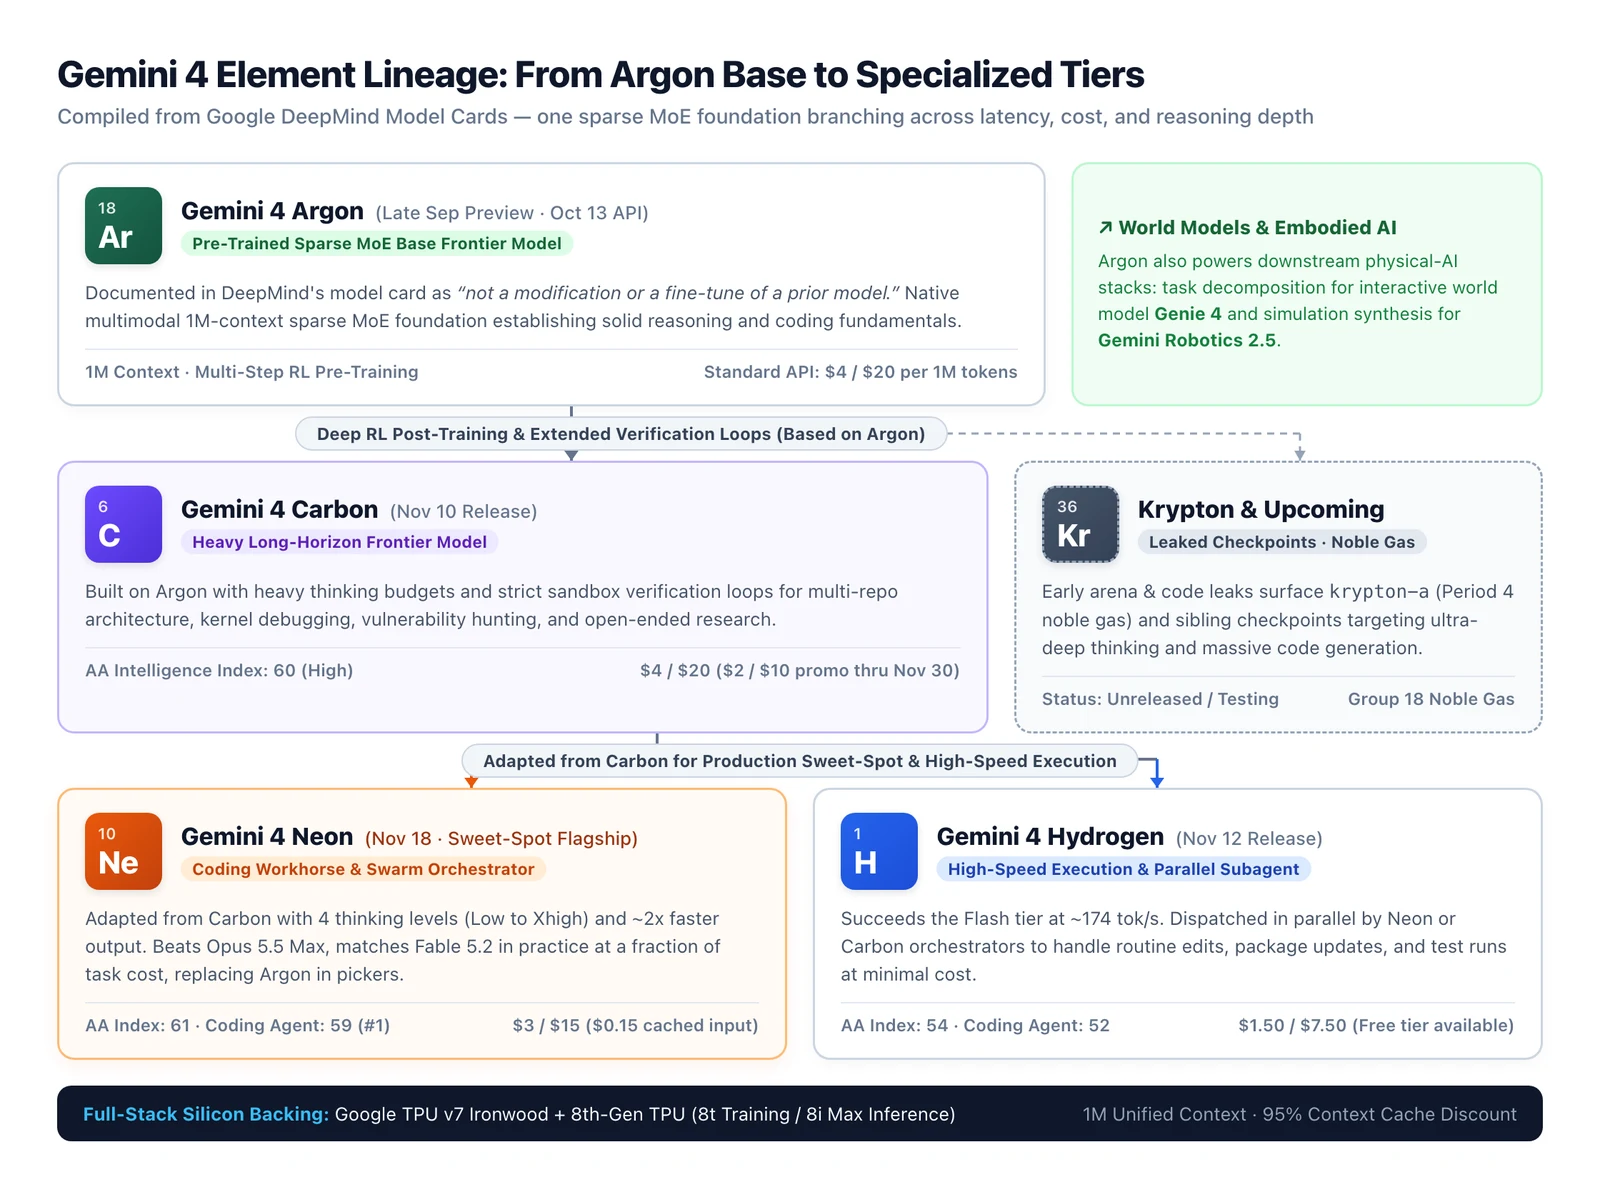 Gemini 4 Element Lineage: From Argon Base to Specialized Tiers
Compiled from Google DeepMind Model Cards — one sparse MoE foundation branching across latency, cost, and reasoning depth
18
Ar
Gemini 4 Argon (Late Sep Preview · Oct 13 API)
Pre-Trained Sparse MoE Base Frontier Model
Documented in DeepMind's model card as “not a modification or a fine-tune of a prior model.” Native
multimodal 1M-context sparse MoE foundation establishing solid reasoning and coding fundamentals.
1M Context · Multi-Step RL Pre-Training
Standard API: $4 / $20 per 1M tokens
↗ World Models & Embodied AI
Argon also powers downstream physical-AI
stacks: task decomposition for interactive world
model Genie 4 and simulation synthesis for
Gemini Robotics 2.5.
Deep RL Post-Training & Extended Verification Loops (Based on Argon)
6
C
Gemini 4 Carbon (Nov 10 Release)
Heavy Long-Horizon Frontier Model
Built on Argon with heavy thinking budgets and strict sandbox verification loops for multi-repo
architecture, kernel debugging, vulnerability hunting, and open-ended research.
AA Intelligence Index: 60 (High)
$4 / $20 ($2 / $10 promo thru Nov 30)
36
Kr
Krypton & Upcoming
Leaked Checkpoints · Noble Gas
Early arena & code leaks surface krypton-a (Period 4
noble gas) and sibling checkpoints targeting ultra-
deep thinking and massive code generation.
Status: Unreleased / Testing
Group 18 Noble Gas
Adapted from Carbon for Production Sweet-Spot & High-Speed Execution
10
Ne
Gemini 4 Neon (Nov 18 · Sweet-Spot Flagship)
Coding Workhorse & Swarm Orchestrator
Adapted from Carbon with 4 thinking levels (Low to Xhigh) and ~2x faster
output. Beats Opus 5.5 Max, matches Fable 5.2 in practice at a fraction of
task cost, replacing Argon in pickers.
AA Index: 61 · Coding Agent: 59 (#1)
$3 / $15 ($0.15 cached input)
1
H
Gemini 4 Hydrogen (Nov 12 Release)
High-Speed Execution & Parallel Subagent
Succeeds the Flash tier at ~174 tok/s. Dispatched in parallel by Neon or
Carbon orchestrators to handle routine edits, package updates, and test runs
at minimal cost.
AA Index: 54 · Coding Agent: 52
$1.50 / $7.50 (Free tier available)
Full-Stack Silicon Backing: Google TPU v7 Ironwood + 8th-Gen TPU (8t Training / 8i Max Inference)
1M Unified Context · 95% Context Cache Discount